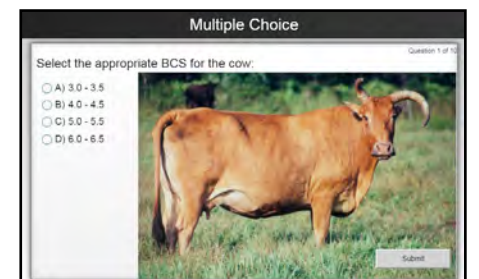 Multiple Choice
Question 1 of 10
Select the appropriate BCS for the cow:
A) 3.0 - 3.5
B) 4.0 - 4.5
C) 5.0 - 5.5
D) 6.0 - 6.5
Submit